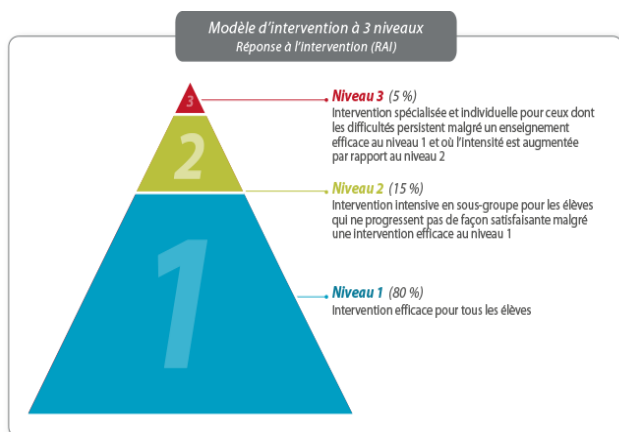 Modèle d'intervention à 3 niveaux
Réponse à l'intervention (RAI)
3
Niveau 3 (5 %)
Intervention spécialisée et individuelle pour ceux dont
les difficultés persistent malgré un enseignement
efficace au niveau 1 et où l'intensité est augmentée
par rapport au niveau 2
2
Niveau 2 (15 %)
Intervention intensive en sous-groupe pour les élèves
qui ne progressent pas de façon satisfaisante malgré
une intervention efficace au niveau 1
1
Niveau 1 (80 %)
Intervention efficace pour tous les élèves